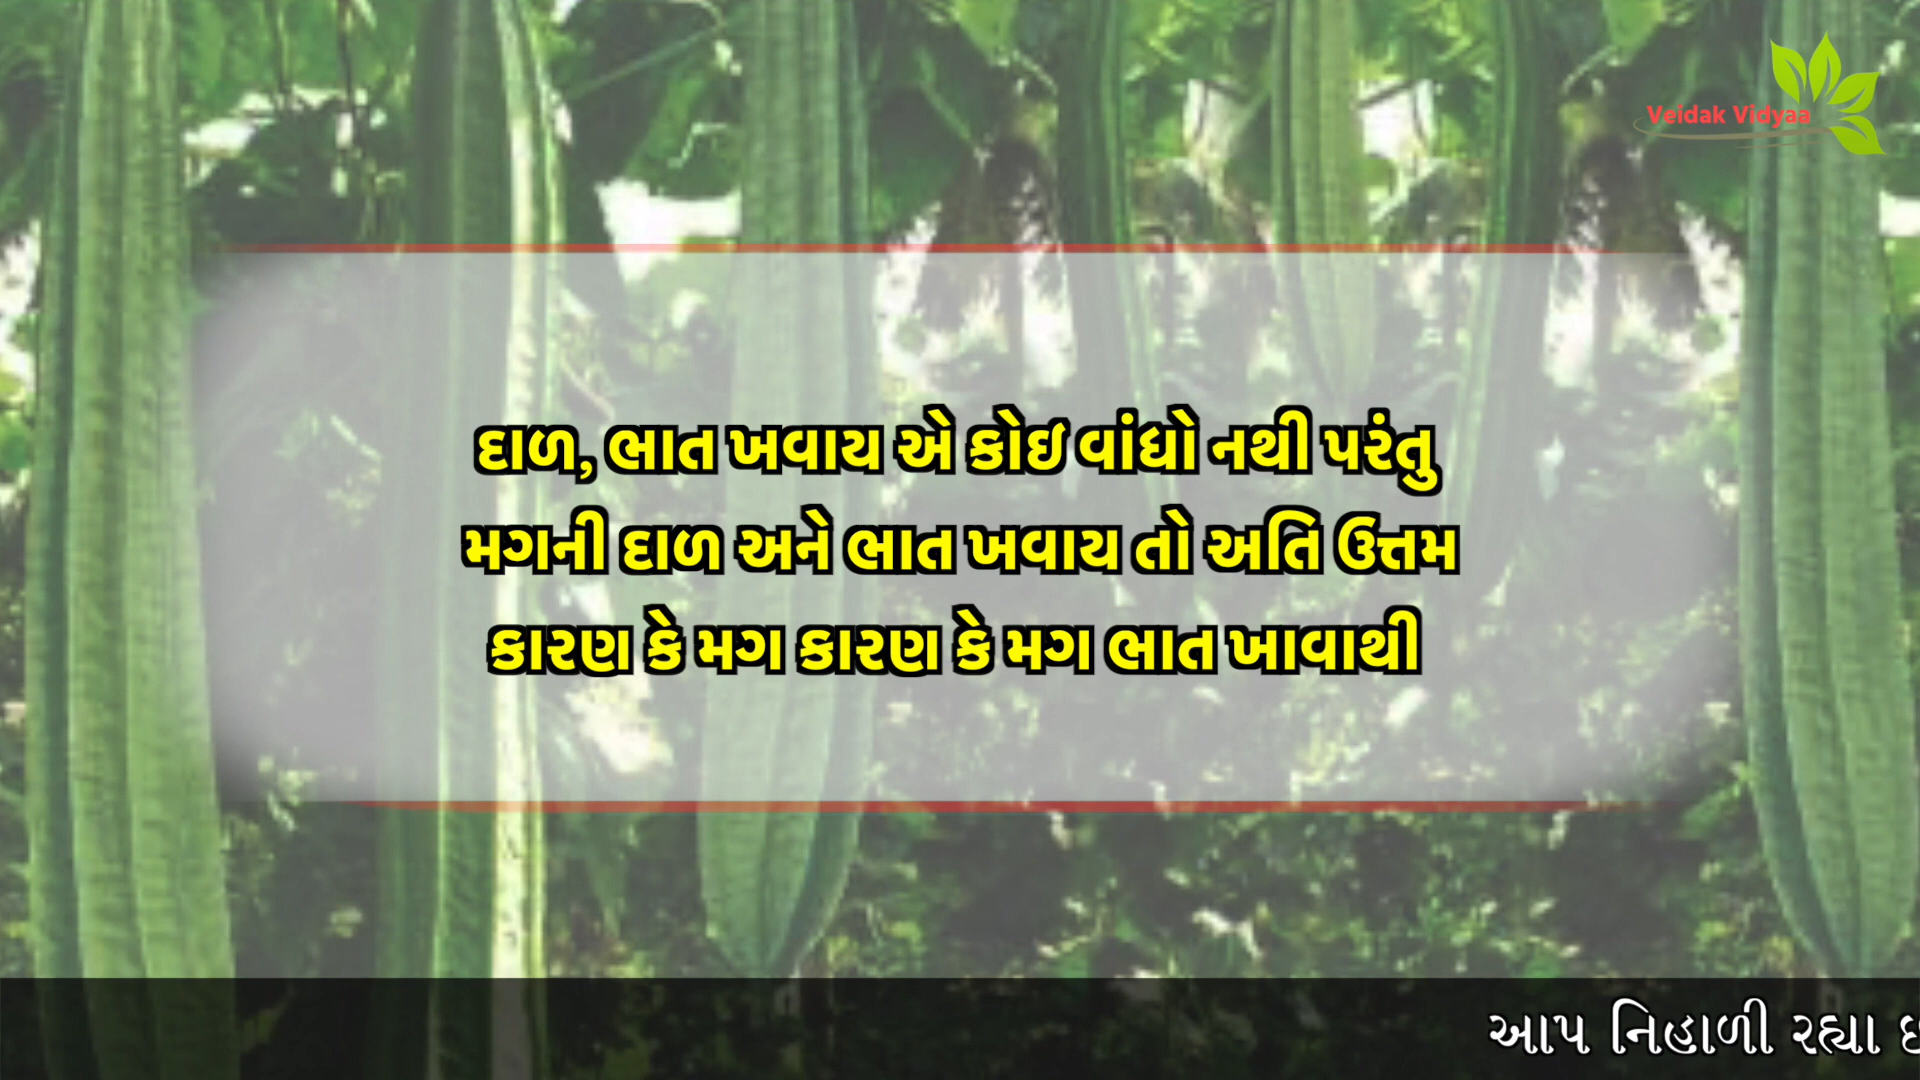 Veidak Vidyaa
દાળ, ભાત ખવાય એ કોઇ વાંધો નથી પરંતુ
મગની દાળ અને ભાત ખવાય તો અતિ ઉત્તમ
કારણ કે મગ કારણ કે મગ ભાત ખાવાથી
આપ નિહાળી રહ્યા